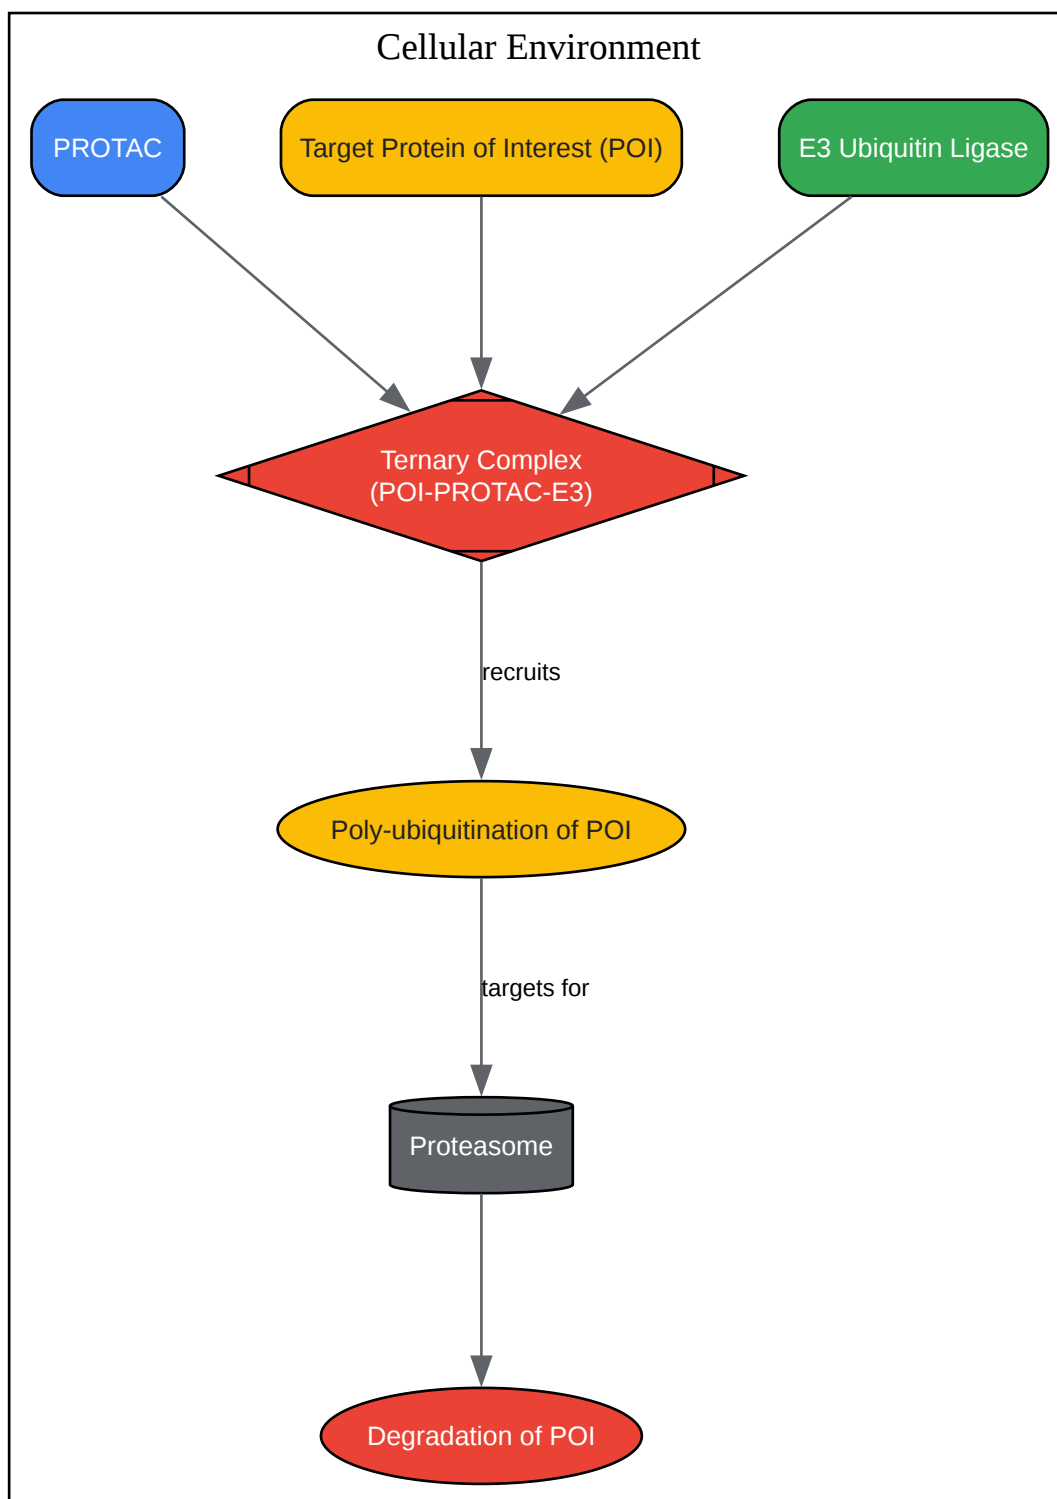 Cellular Environment
PROTAC
Target Protein of Interest (POI)
E3 Ubiquitin Ligase
Ternary Complex
(POI-PROTAC-E3)
recruits
Poly-ubiquitination of POI
targets for
Proteasome
Degradation of POI